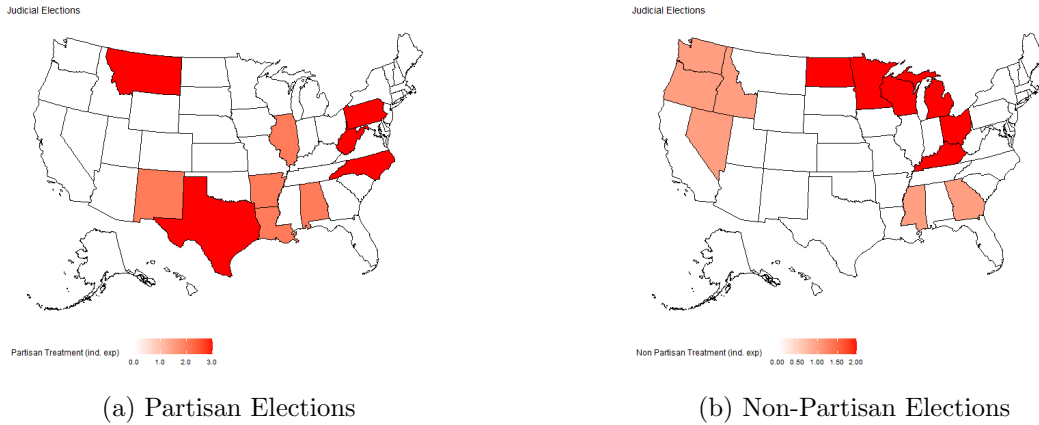 Judicial Elections
Partisan Treatment (ind. exp)
0.0 1.0 2.0 3.0
(a) Partisan Elections
Judicial Elections
Non Partisan Treatment (ind. exp)
0.00 0.50 1.00 1.50 2.00
(b) Non-Partisan Elections